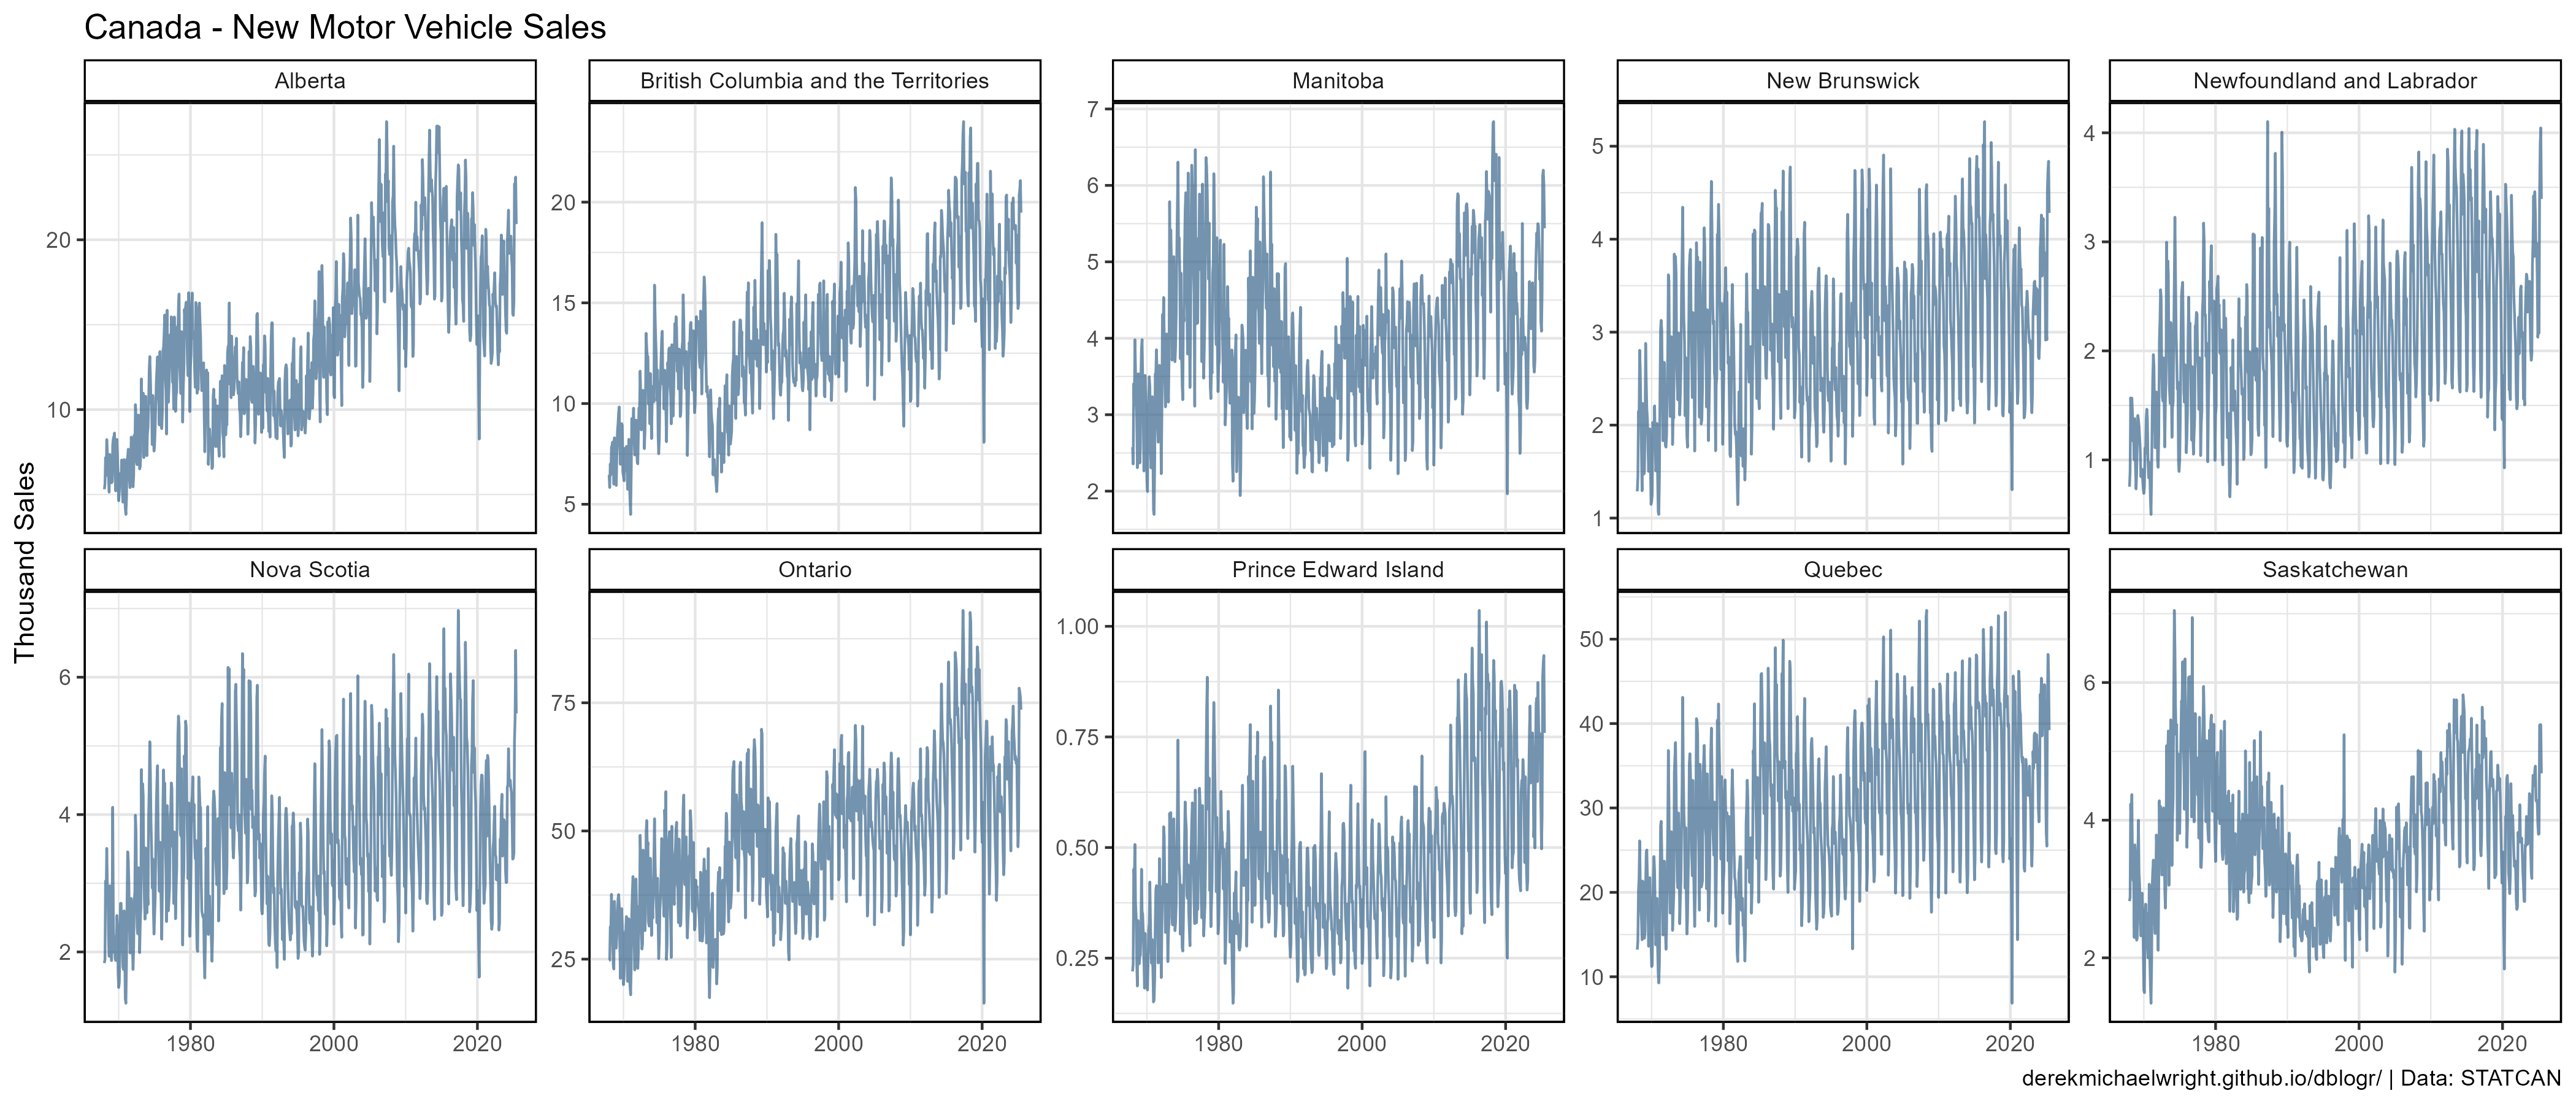 Canada - New Motor Vehicle Sales
Alberta
British Columbia and the Territories
Manitoba
New Brunswick
Newfoundland and Labrador
20
10
20
15
10
5
7
6
5
4
3
2
5
4
3
2
1
4
3
2
1
Thousand Sales
Nova Scotia
Ontario
Prince Edward Island
Quebec
Saskatchewan
6
4
2
75
50
25
1.00
0.75
0.50
0.25
50
40
30
20
10
6
4
2
1980 2000 2020
1980 2000 2020
1980 2000 2020
1980 2000 2020
1980 2000 2020
derekmichaelwright.github.io/dblogr/ | Data: STATCAN